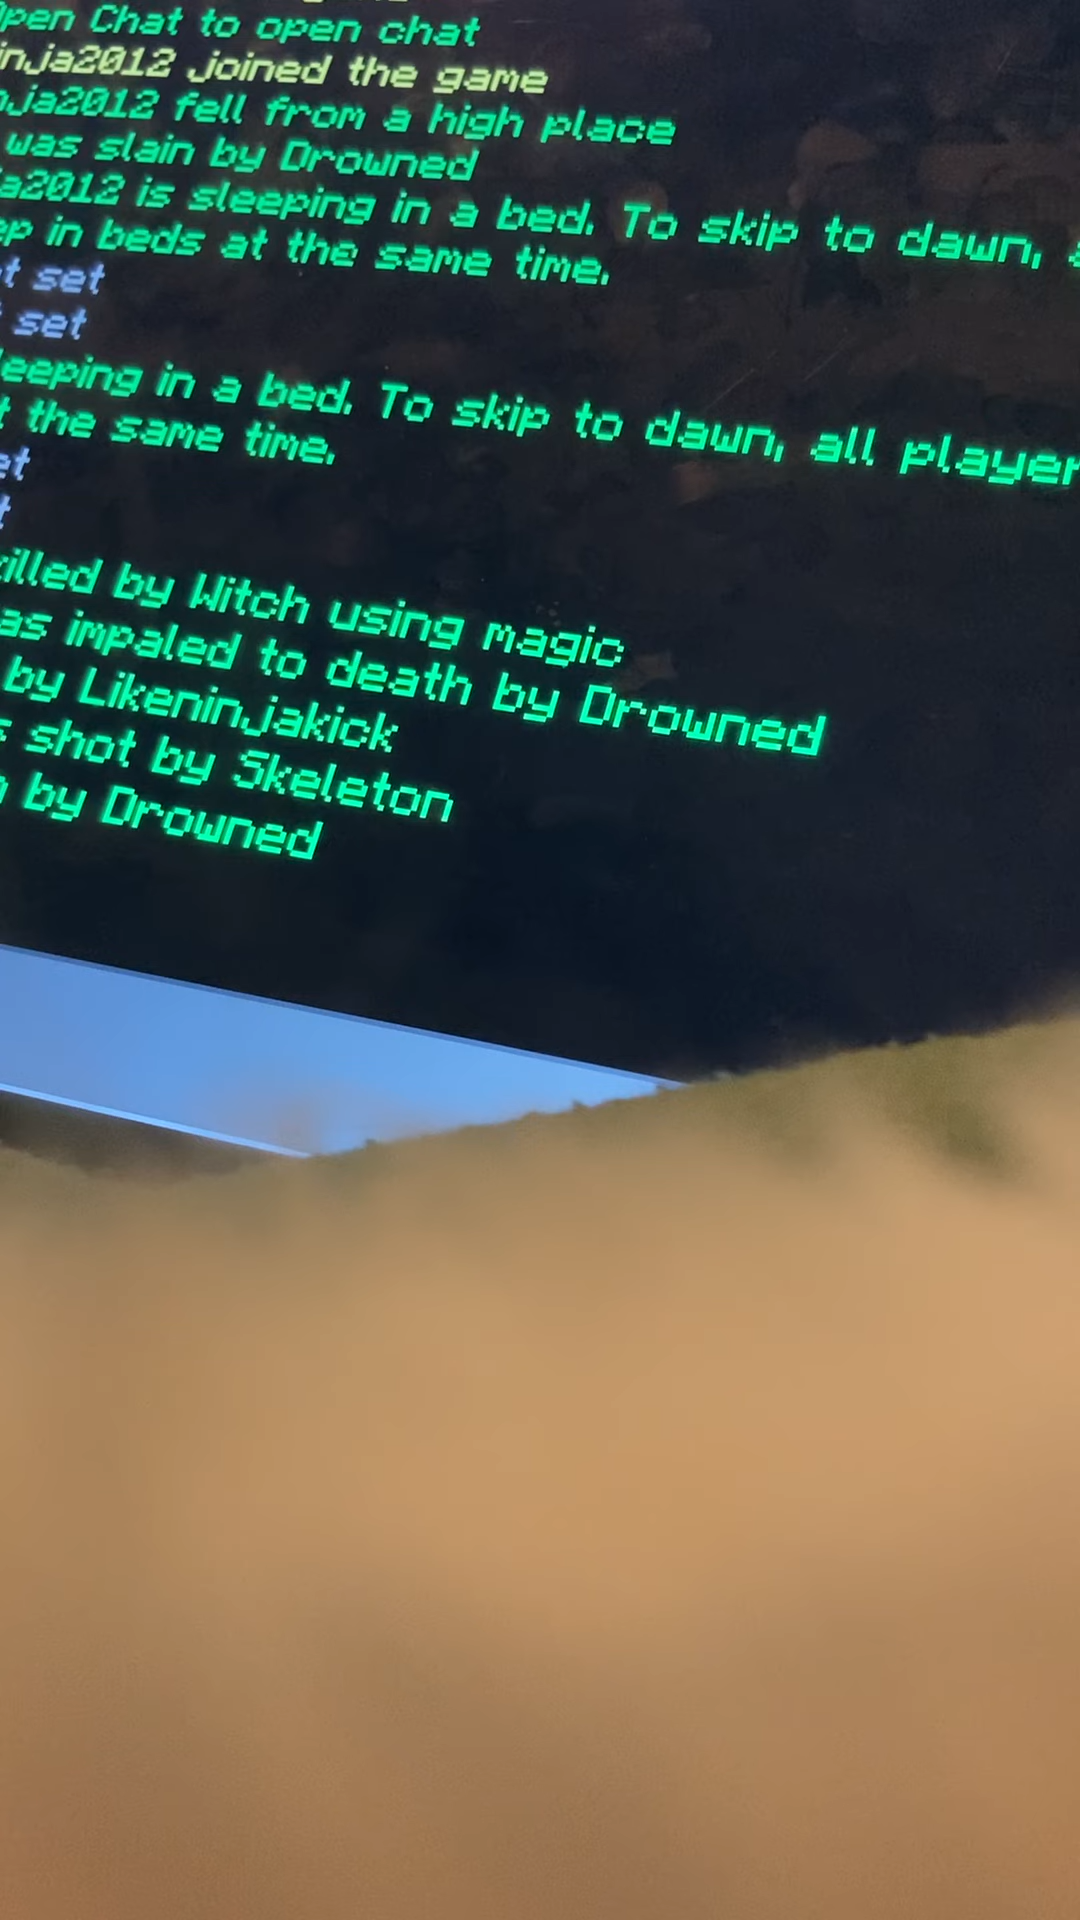 Open Chat to open chat
inja2012 joined the game
nja2012 fell from a high place
was slain by Drowned
a2012 is sleeping in a bed. To skip to dawn,
ep in beds at the same time.
t set
set
leeping in a bed. To skip to dawn, all player
t the same time.
et
t
killed by Witch using magic
as impaled to death by Drowned
by Likeninjakick
s shot by Skeleton
n by Drowned